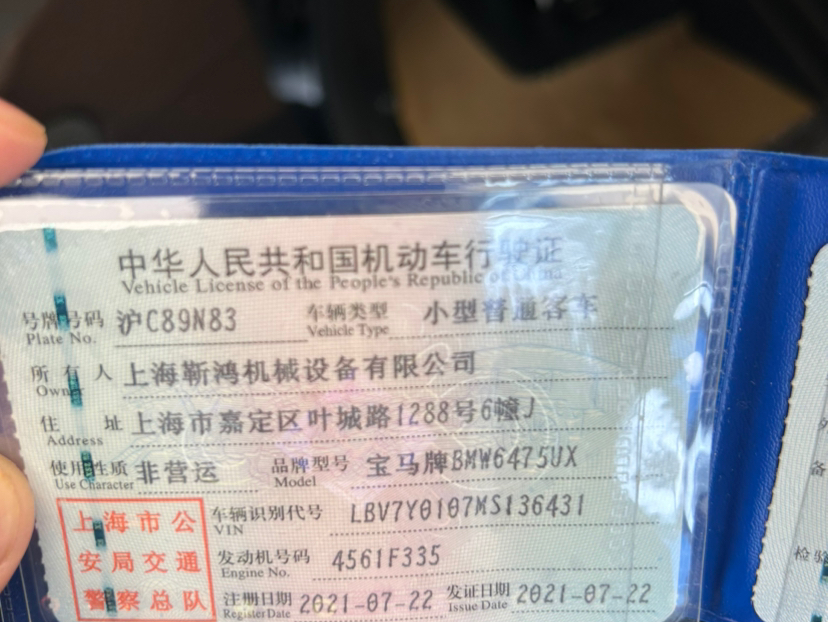 中华人民共和国机动车行驶证
Vehicle License of the People's Republic of China
号牌号码 沪C89N83 车辆类型 小型普通客车
Plate No. Vehicle Type
所有人 上海靳鸿机械设备有限公司
Owner
住址 上海市嘉定区叶城路1288号6幢J
Address
使用性质 非营运 品牌型号 宝马牌BMW6475UX
Use Character Model
上海市公 车辆识别代号 LBV7Y0107MS136431
VIN
安局交通 发动机号码 4561F335
Engine No.
警察总队 注册日期 2021-07-22 发证日期 2021-07-22
Register Date Issue Date
备
检验